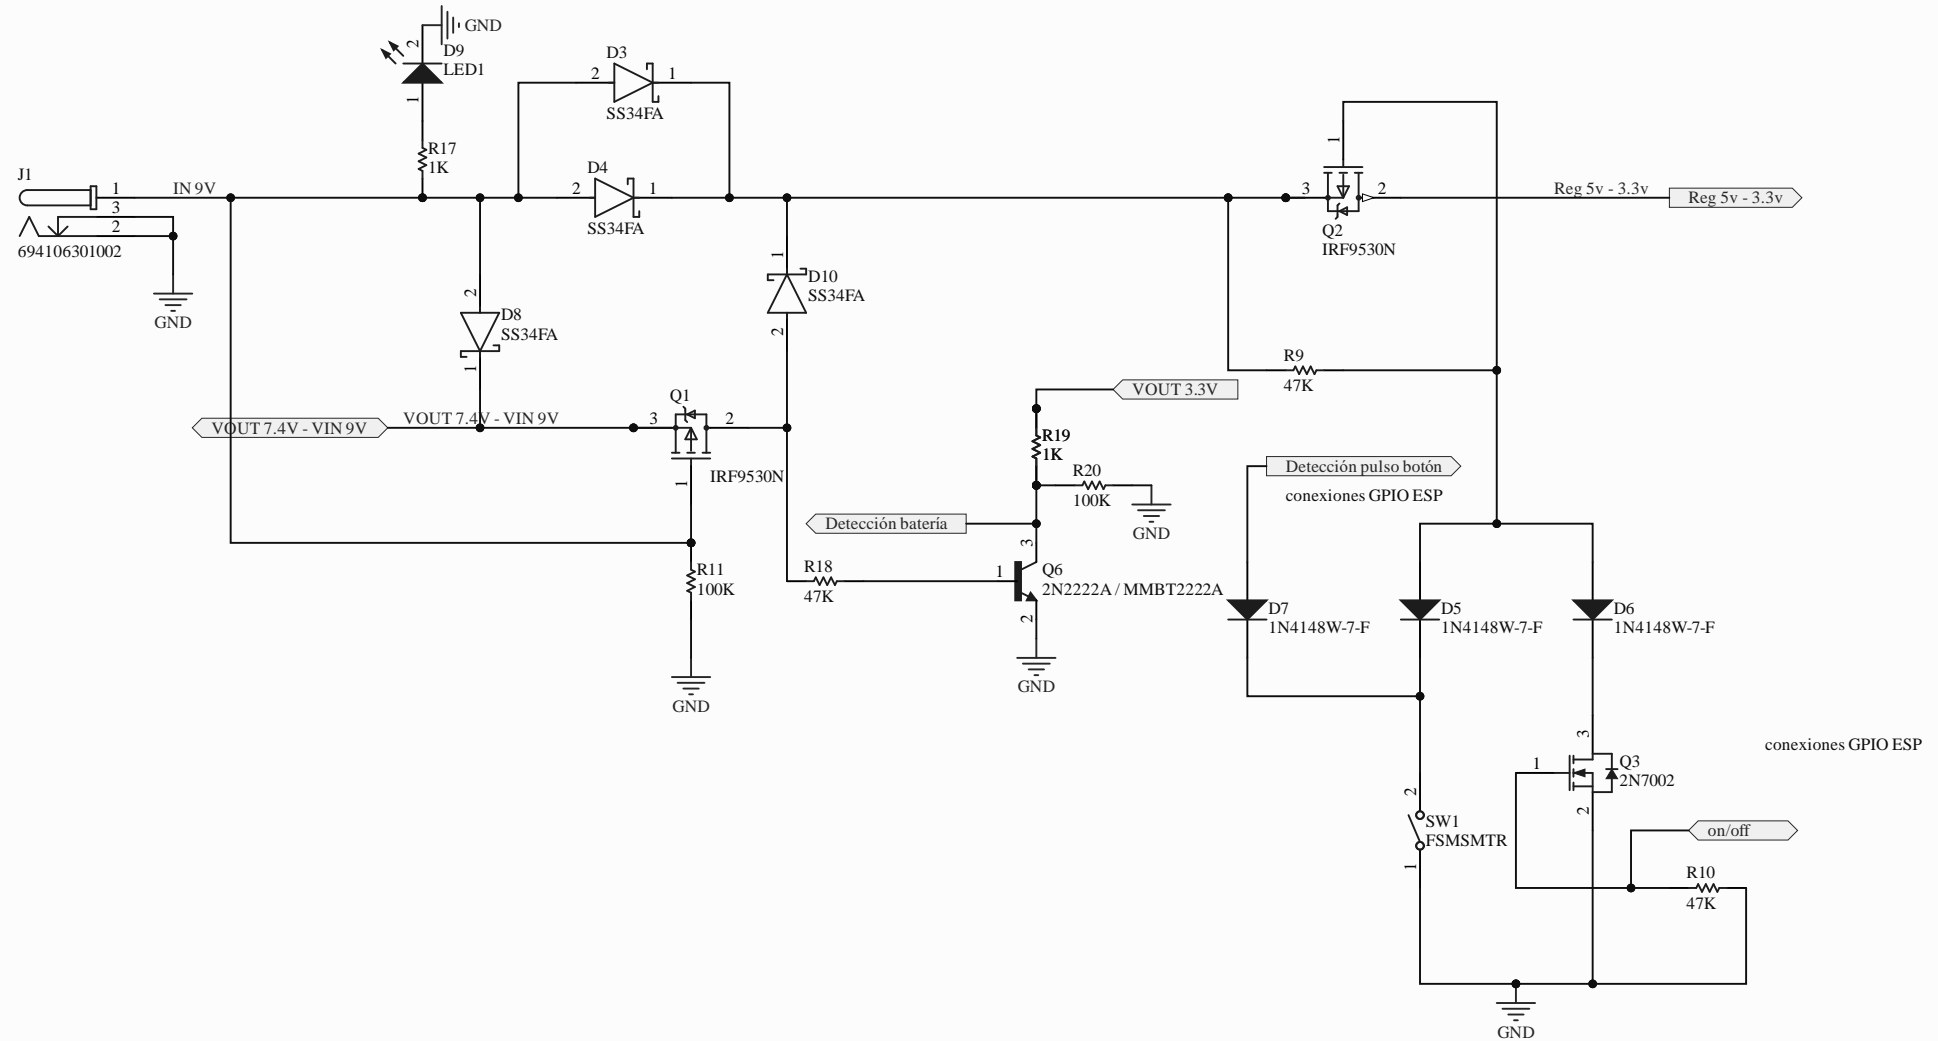 GND
2
D9
LED1
1
R17
1K
D3
2
1
SS34FA
D4
2
1
SS34FA
J1
1
IN 9V
3
2
694106301002
GND
1
3
2
Q2
IRF9530N
Reg 5v - 3.3v
Reg 5v - 3.3v
1
D10
SS34FA
2
2
D8
SS34FA
1
R9
47K
VOUT 7.4V - VIN 9V
VOUT 7.4V - VIN 9V
Q1
3
2
IRF9530N
1
VOUT 3.3V
R19
1K
R20
100K
GND
Detección batería
Detección pulso botón
conexiones GPIO ESP
3
R11
100K
GND
R18
47K
1
Q6
2N2222A / MMBT2222A
2
GND
D7
1N4148W-7-F
D5
1N4148W-7-F
D6
1N4148W-7-F
3
1
Q3
2N7002
2
conexiones GPIO ESP
2
SW1
FSMSMTR
1
on/off
R10
47K
GND